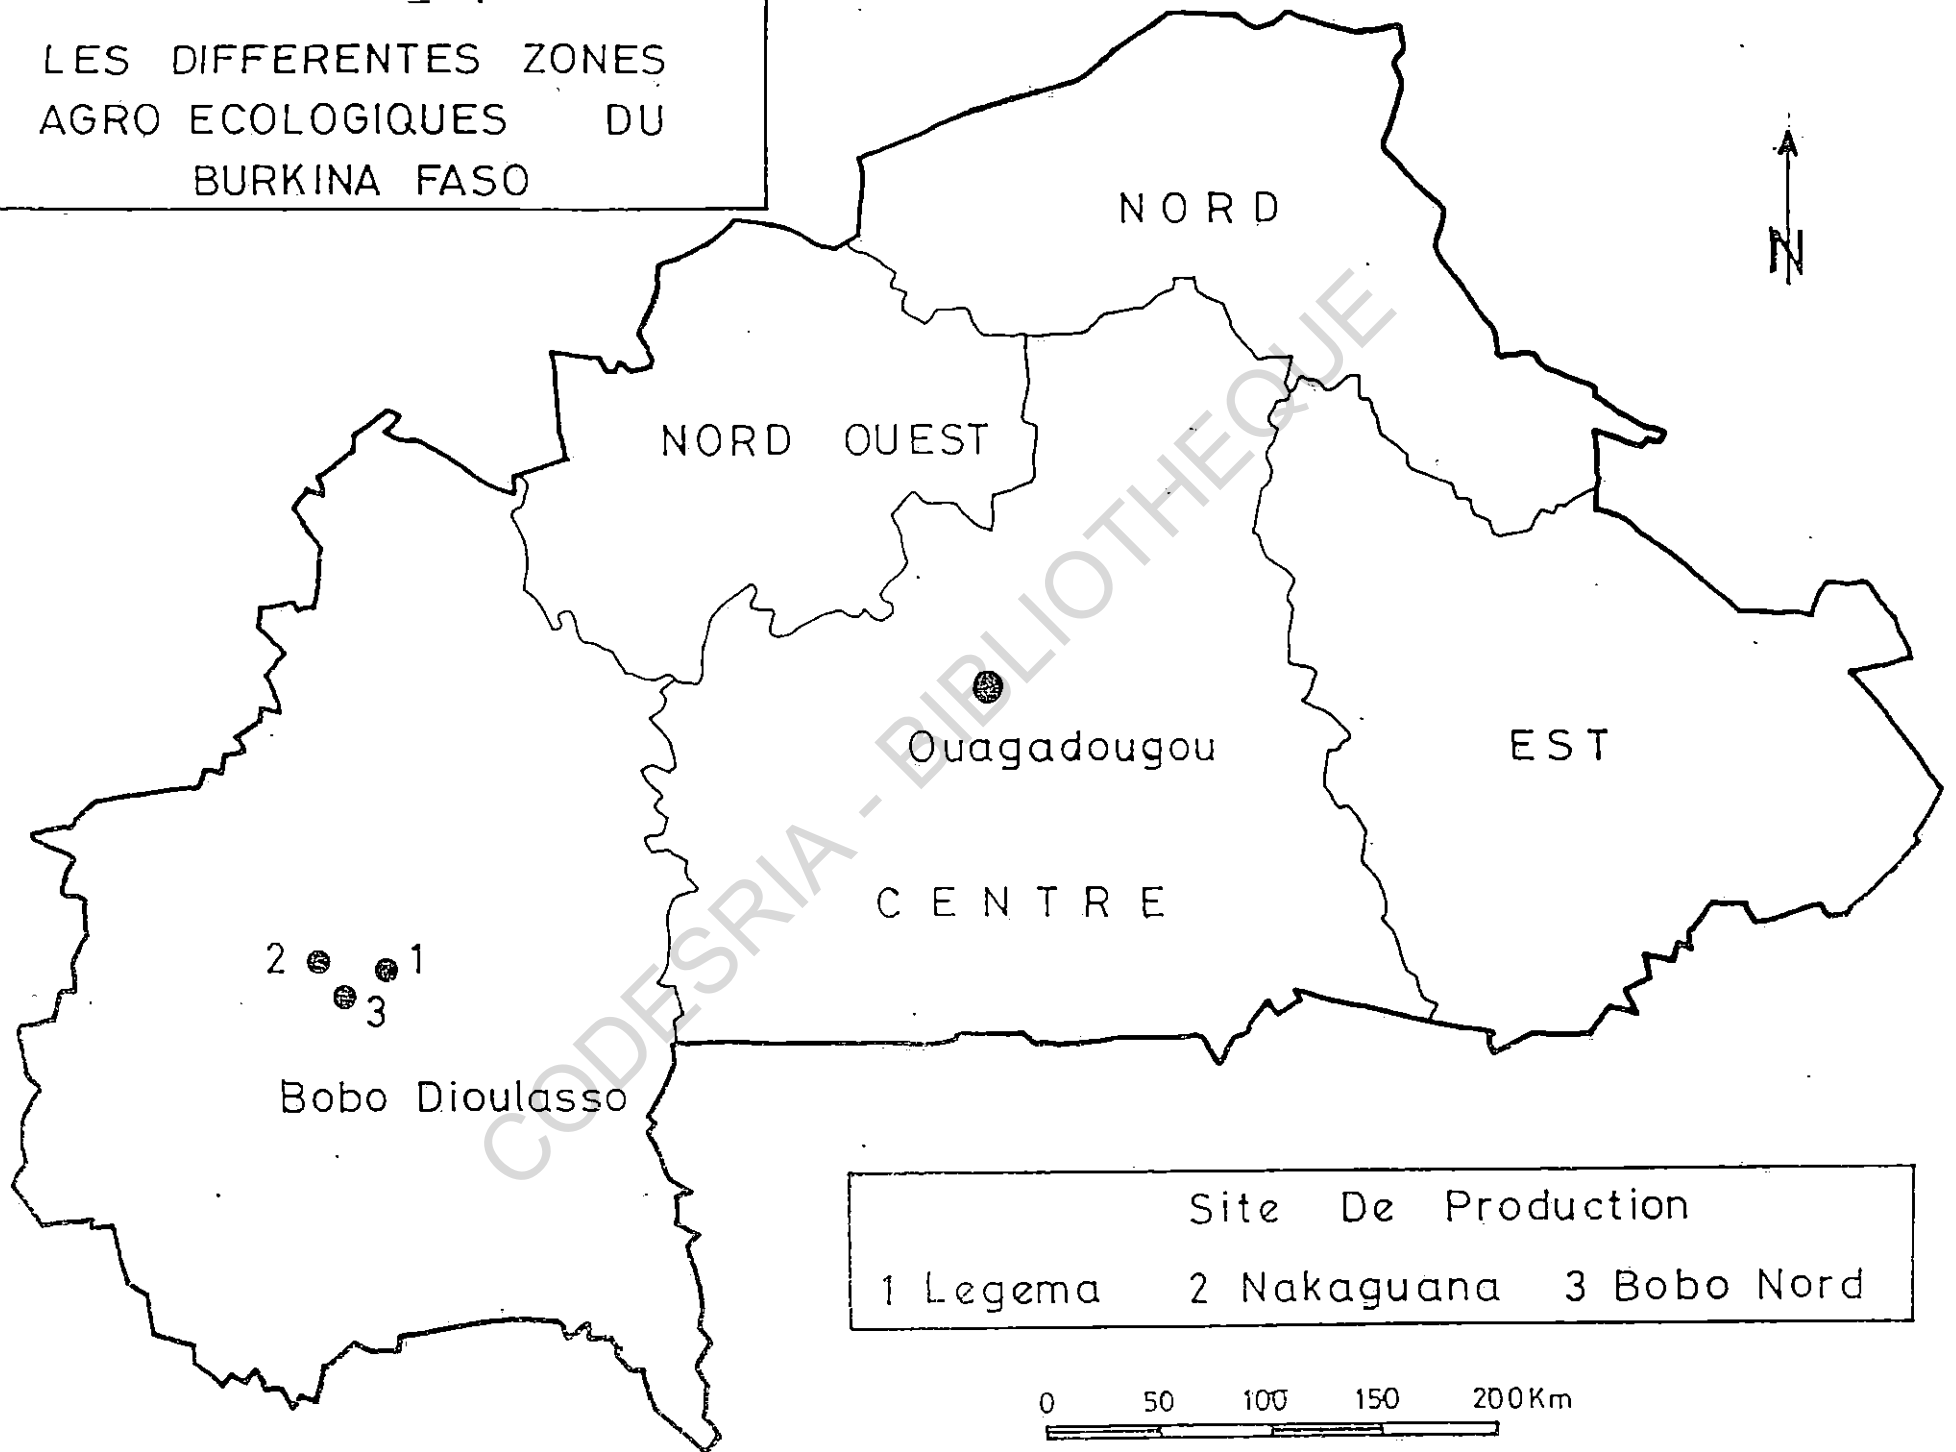 LES DIFFERENTES ZONES
AGRO ECOLOGIQUES DU
BURKINA FASO
NORD
N
NORD OUEST
Ouagadougou
EST
CENTRE
2 1
3
Bobo Dioulasso
CODESRIA - BIBLIOTHEQUE
Site De Production
1 Legema 2 Nakaguana 3 Bobo Nord
0 50 100 150 200Km